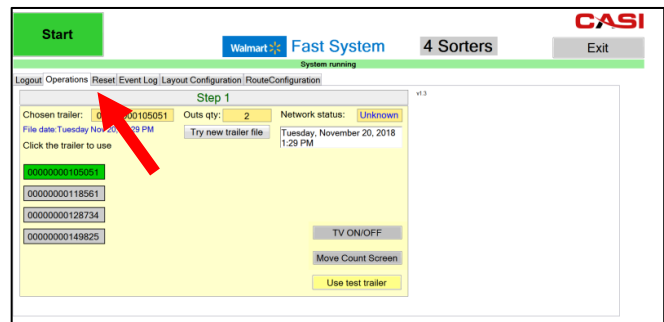 Start
CASI
Walmart Fast System
4 Sorters
Exit
System running
Logout Operations Reset Event Log Layout Configuration RouteConfiguration
Step 1
v1.3
Chosen trailer:
Outs qty: 2
Network status: Unknown
File date:Tuesday
Try new trailer file
Tuesday, November 20, 2018
1:29 PM
Click the trailer to use
00000000105051
00000000118561
00000000128734
00000000149825
TV ON/OFF
Move Count Screen
Use test trailer